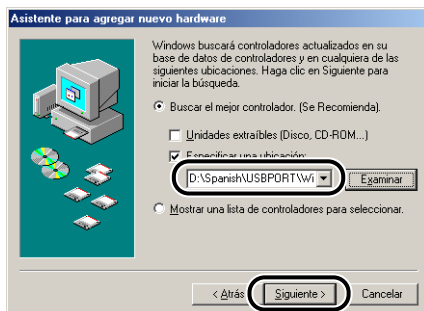 Asistente para agregar nuevo hardware
Windows buscará controladores actualizados en su
base de datos de controladores y en cualquiera de las
siguientes ubicaciones. Haga clic en Siguiente para
iniciar la búsqueda.
Buscar el mejor controlador. (Se Recomienda).
Unidades extraíbles (Disco, CD-ROM...)
Especificar una ubicación:
D:\Spanish\USBPORT\Wi
Examinar
Mostrar una lista de controladores para seleccionar.
< Atrás
Siguiente >
Cancelar